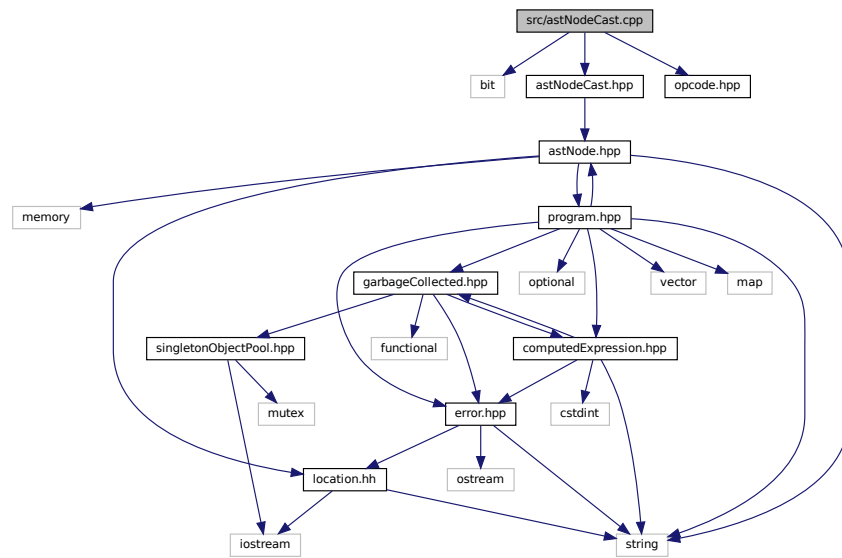 src/astNodeCast.cpp
bit
astNodeCast.hpp
opcode.hpp
astNode.hpp
memory
program.hpp
garbageCollected.hpp
optional
vector
map
singletonObjectPool.hpp
functional
computedExpression.hpp
mutex
error.hpp
cstdint
location.hh
ostream
iostream
string